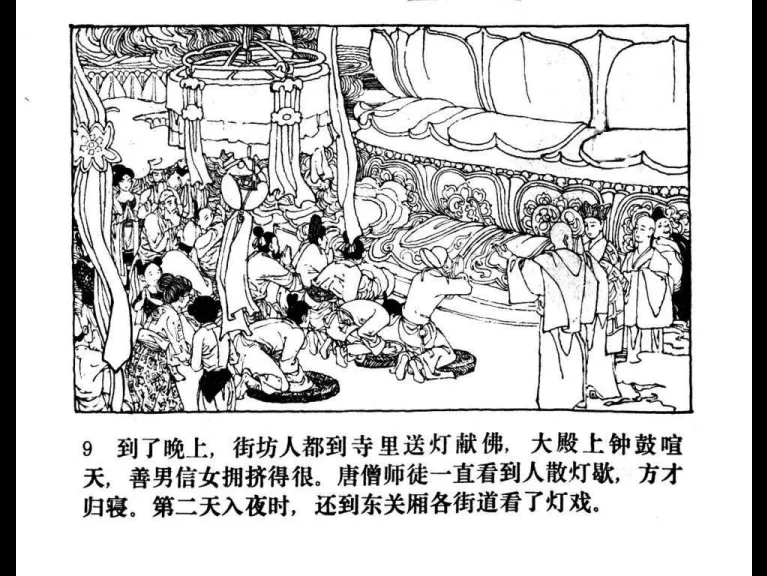 9 到了晚上，街坊人都到寺里送灯献佛，大殿上钟鼓喧
天，善男信女拥挤得很。唐僧师徒一直看到人散灯歇，方才
归寝。第二天入夜时，还到东关厢各街道看了灯戏。